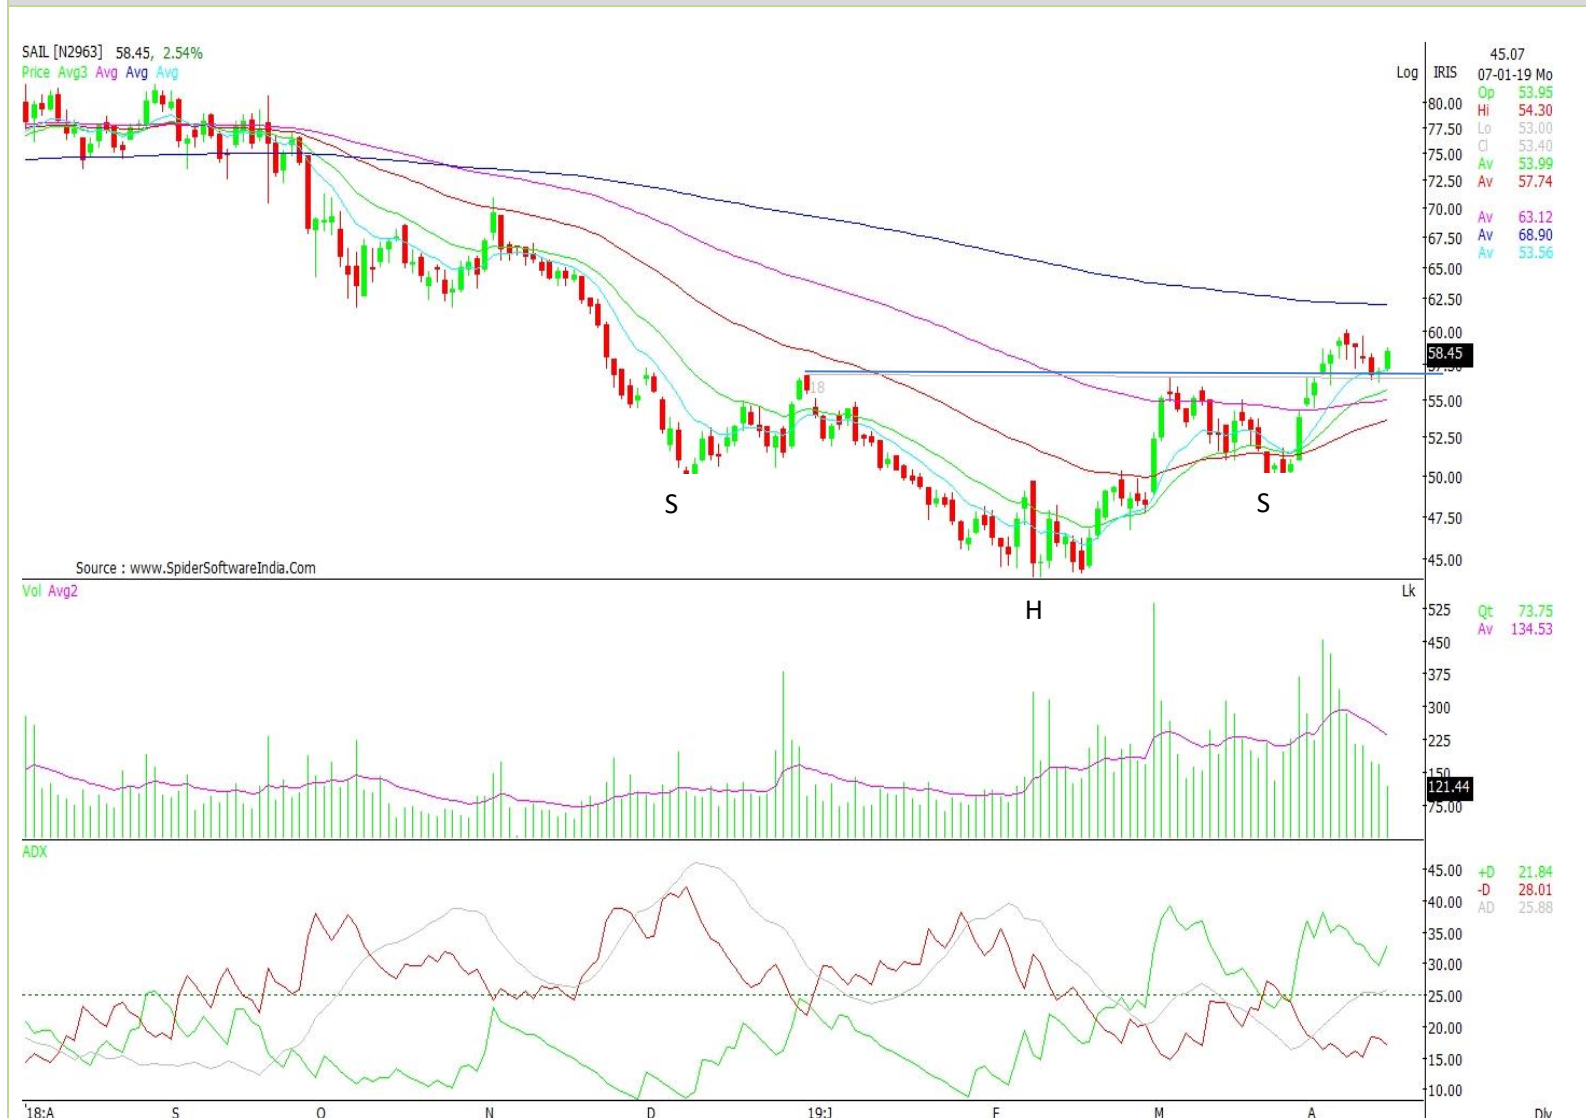 SAIL [N2963] 58.45, 2.54%
Price Avg3 Avg Avg Avg
Log
IRIS
45.07
07-01-19 Mo
Op 53.95
Hi 54.30
Lo 53.00
Cl 53.40
Av 53.99
Av 57.74
Av 63.12
Av 68.90
Av 53.56
80.00
77.50
75.00
72.50
70.00
67.50
65.00
62.50
60.00
58.45
57.50
55.00
52.50
50.00
47.50
45.00
18
S
S
H
Source : www.SpiderSoftwareIndia.Com
Vol Avg2
Lk
525
450
375
300
225
150
121.44
75.00
Qt 73.75
Av 134.53
ADX
45.00
40.00
35.00
30.00
25.00
20.00
15.00
10.00
+D 21.84
-D 28.01
AD 25.88
'18:A S O N D 19:J F M A Dly